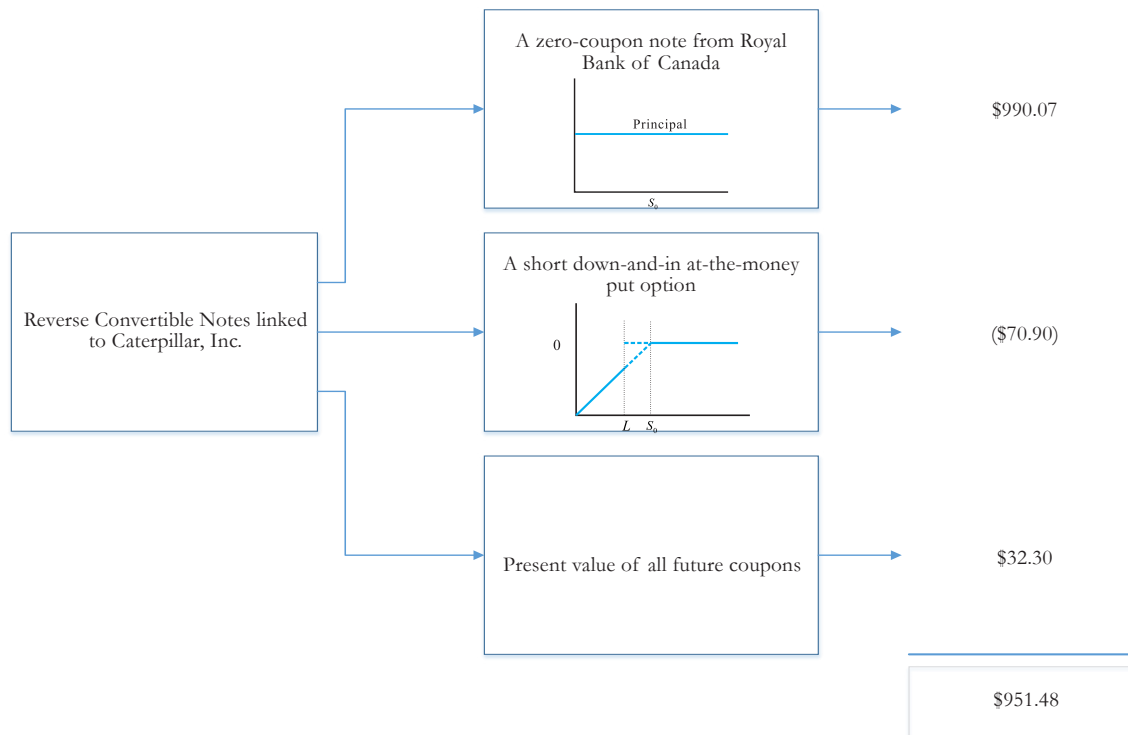 A zero-coupon note from Royal
Bank of Canada
Principal
S₀
$990.07
Reverse Convertible Notes linked
to Caterpillar, Inc.
A short down-and-in at-the-money
put option
0
L S₀
($70.90)
Present value of all future coupons
$32.30
$951.48